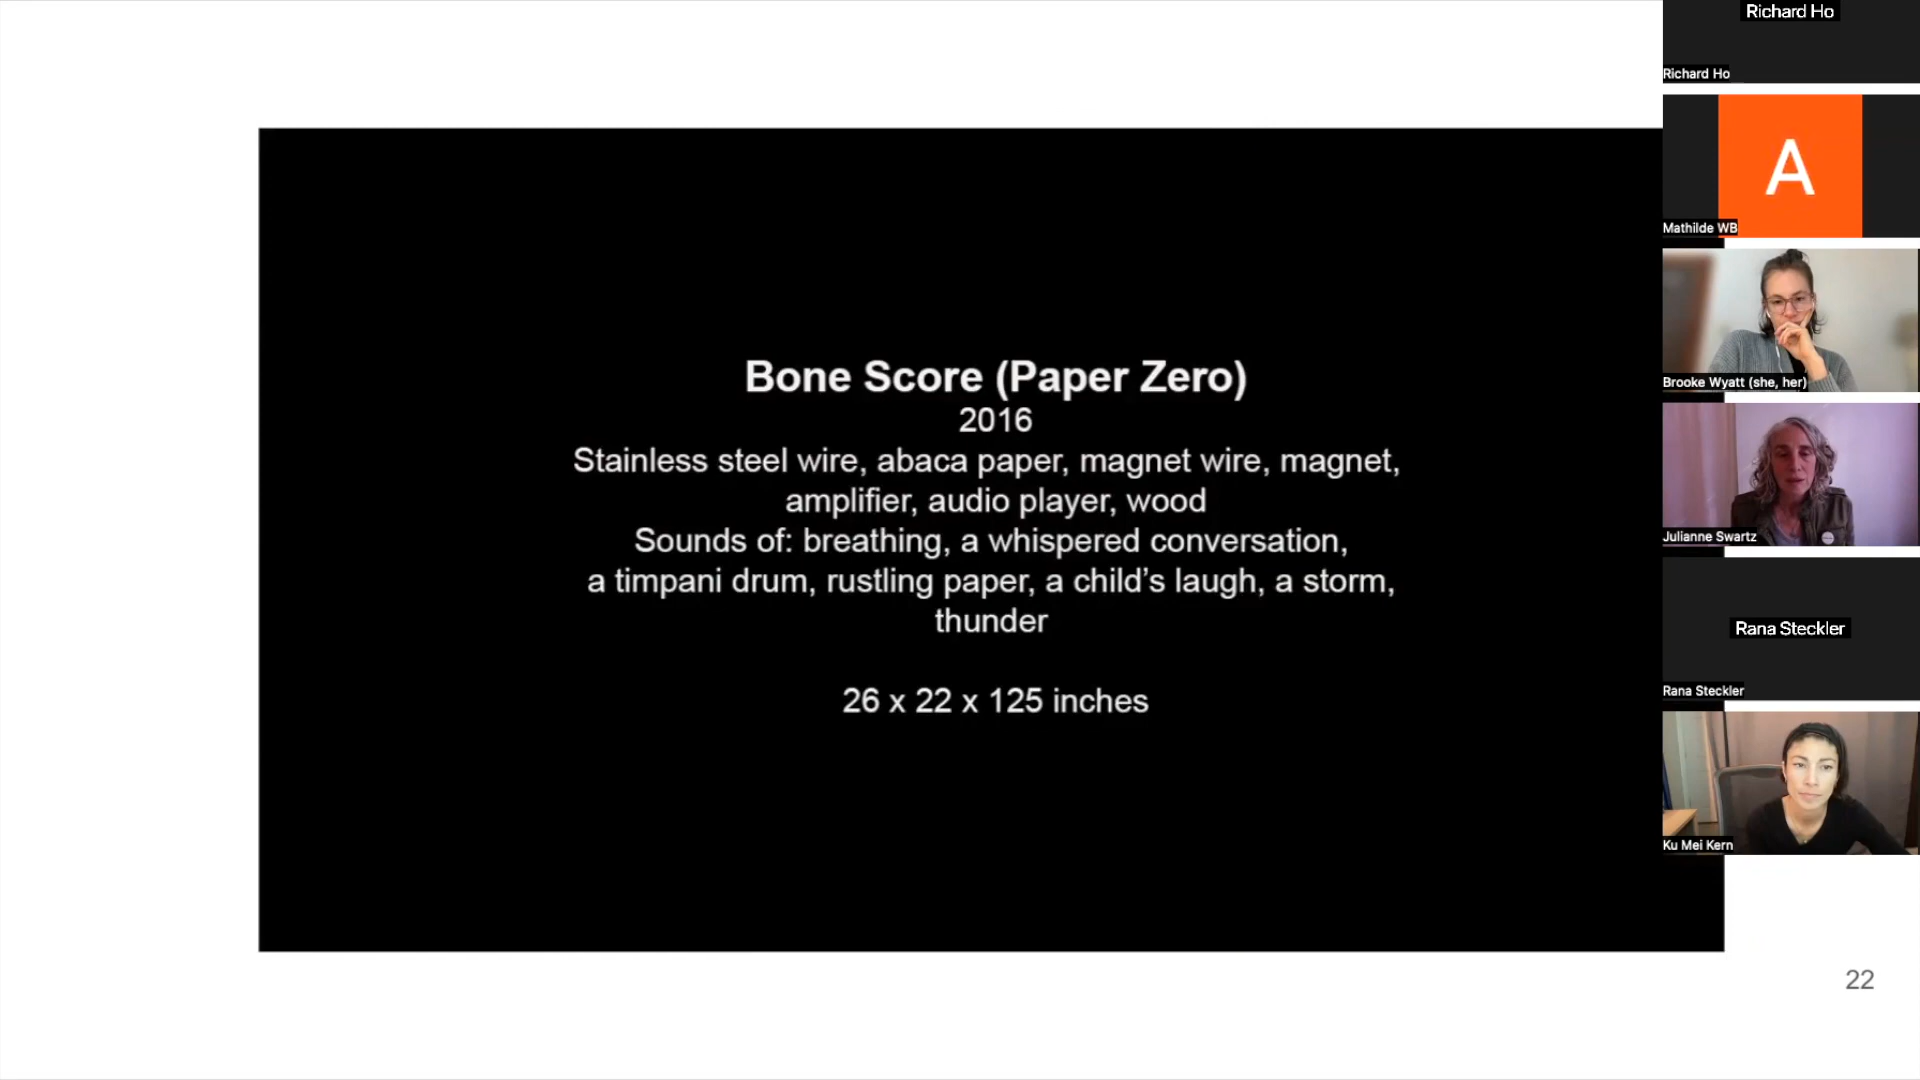 Bone Score (Paper Zero)
2016
Stainless steel wire, abaca paper, magnet wire, magnet,
amplifier, audio player, wood
Sounds of: breathing, a whispered conversation,
a timpani drum, rustling paper, a child's laugh, a storm,
thunder
26 x 22 x 125 inches
22
Richard Ho
Richard Ho
A
Mathilde WB
Brooke Wyatt (she, her)
Julianne Swartz
Rana Steckler
Rana Steckler
Ku Mei Kern